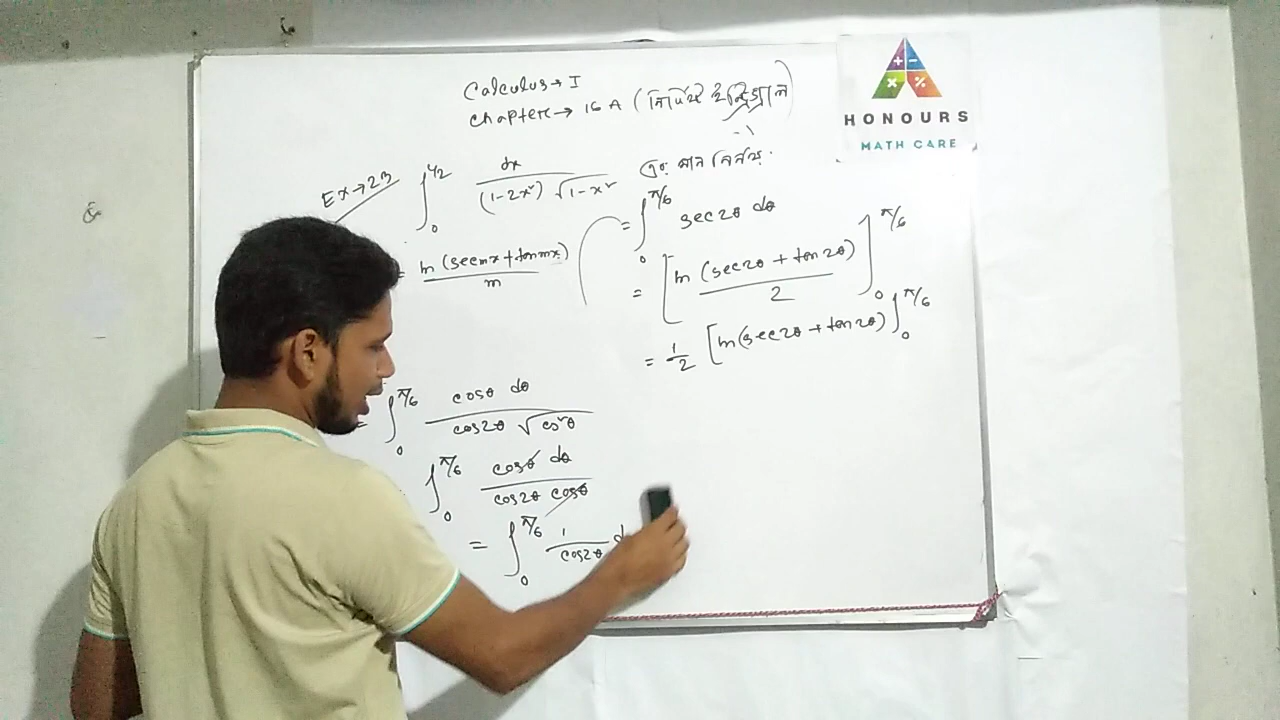 Calculus → I
Chapter → 16 A (নির্দিষ্ট ইন্টিগ্রাল)
Ex → 23 ∫₀^{1/2} dx / ((1-2x²) √(1-x²)) এর মান নির্ণয়:
= ln (secmx + tanmx) / m
= ∫₀^{π/6} cosθ dθ / (cos2θ √cos²θ)
∫₀^{π/6} cosθ dθ / (cos2θ cosθ)
= ∫₀^{π/6} 1 / cos2θ
= ∫₀^{π/6} sec2θ dθ
= [ln (sec2θ + tan2θ) / 2]₀^{π/6}
= 1/2 [ln(sec2θ + tan2θ)]₀^{π/6}
+ -
× %
HONOURS
MATH CARE